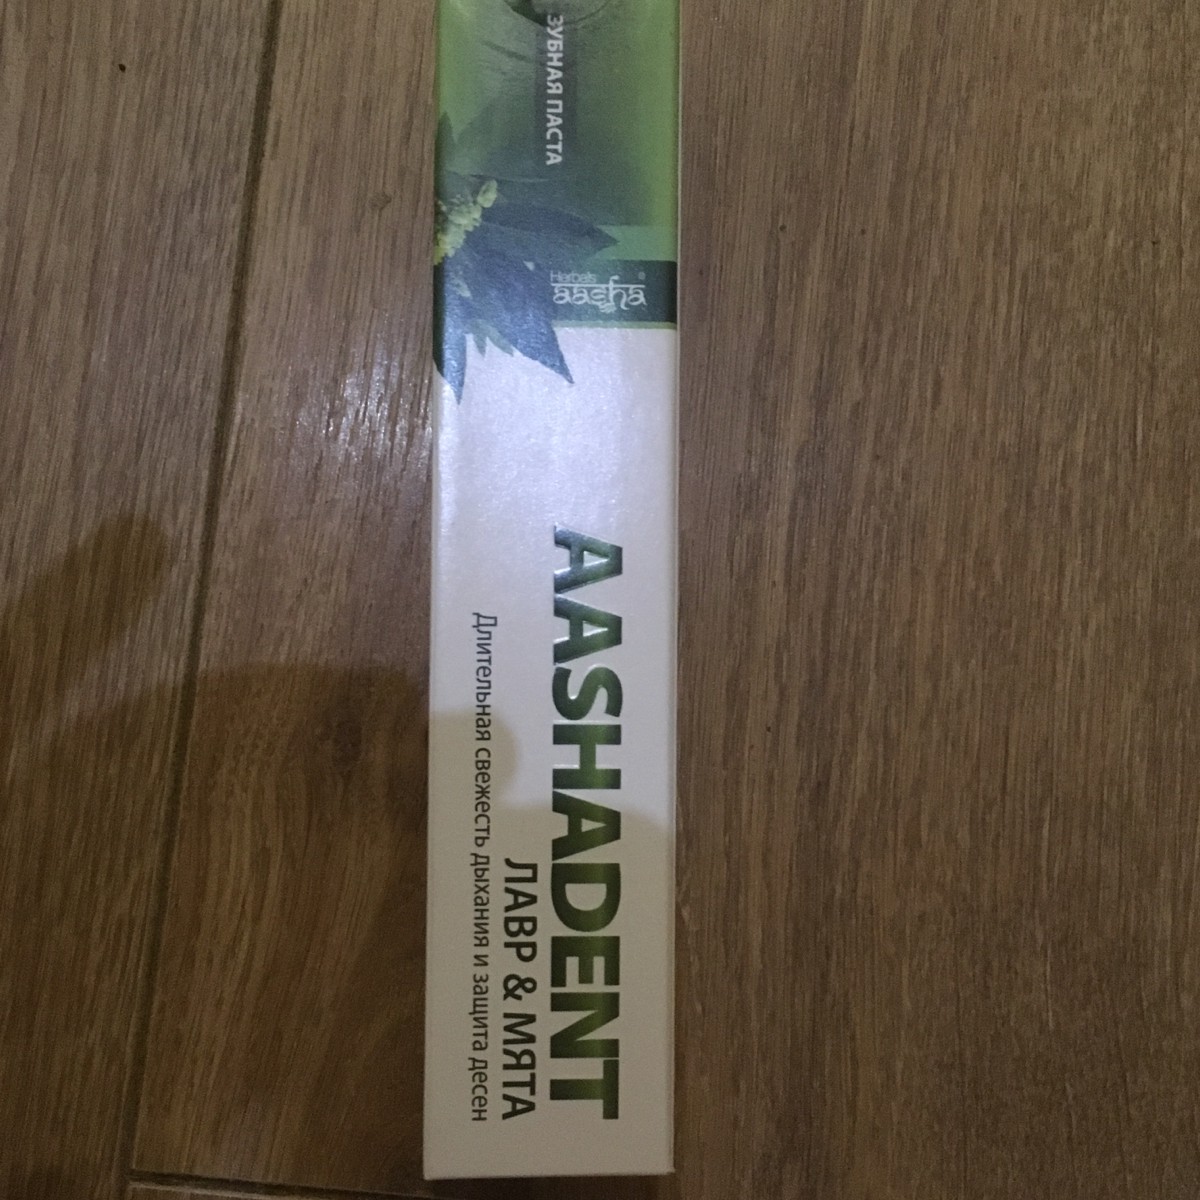 ЗУБНАЯ ПАСТА
Herbals
aasha®
AASHADENT
ЛАВР & МЯТА
Длительная свежесть дыхания и защита десен